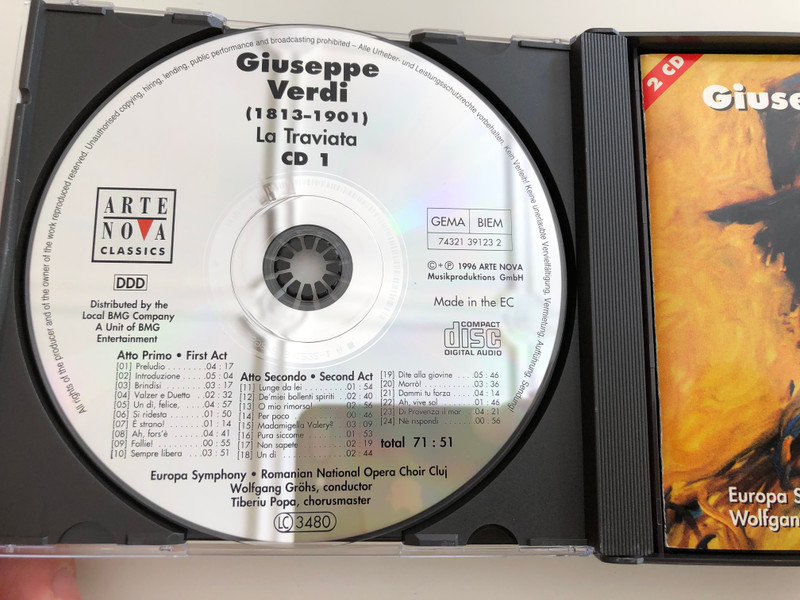 All rights of the producer and of the owner of the work reproduced reserved. Unauthorised copying, hiring, lending, public performance and broadcasting prohibited – Alle Urheber- und Leistungsschutzrechte vorbehalten. Kein Verleih! Keine unerlaubte Vervielfältigung, Vermietung, Aufführung, Sendung!
Giuseppe
Verdi
(1813–1901)
La Traviata
CD 1
ARTE
NOVA
CLASSICS
DDD
Distributed by the
Local BMG Company
A Unit of BMG
Entertainment
GEMA BIEM
74321 39123 2
©+℗ 1996 ARTE NOVA
Musikproduktions GmbH
Made in the EC
COMPACT
disc
DIGITAL AUDIO
Atto Primo • First Act
[01] Preludio . . . . . . . . 04 : 17
[02] Introduzione . . . . . 05 : 04
[03] Brindisi . . . . . . . . 03 : 17
[04] Valzer e Duetto . . . 02 : 32
[05] Un dì, felice, . . . . . 04 : 57
[06] Si ridesta . . . . . . . 01 : 50
[07] È strano! . . . . . . . 01 : 14
[08] Ah, fors'è . . . . . . . 04 : 41
[09] Follie! . . . . . . . . . 00 : 55
[10] Sempre libera . . . . 03 : 51
Atto Secondo • Second Act
[11] Lunge da lei . . . . . . 01 : 54
[12] De'miei bollenti spiriti . 02 : 40
[13] O mio rimorso! . . . . 02 : 56
[14] Per poco . . . . . . . . 00 : 46
[15] Madamigella Valery? 03 : 09
[16] Pura siccome . . . . . 01 : 53
[17] Non sapete . . . . . . 02 : 19
[18] Un di . . . . . . . . . . 02 : 44
[19] Dite alla giovine . . . . 05 : 46
[20] Morrò! . . . . . . . . . 03 : 36
[21] Dammi tu forza . . . . 04 : 14
[22] Ah, vive sol . . . . . . 01 : 46
[23] Di Provenza il mar . . 04 : 21
[24] Ne rispondi . . . . . . 00 : 56
total 71 : 51
Europa Symphony • Romanian National Opera Choir Cluj
Wolfgang Gröhs, conductor
Tiberiu Popa, chorusmaster
LC 3480
2 CD
Europa